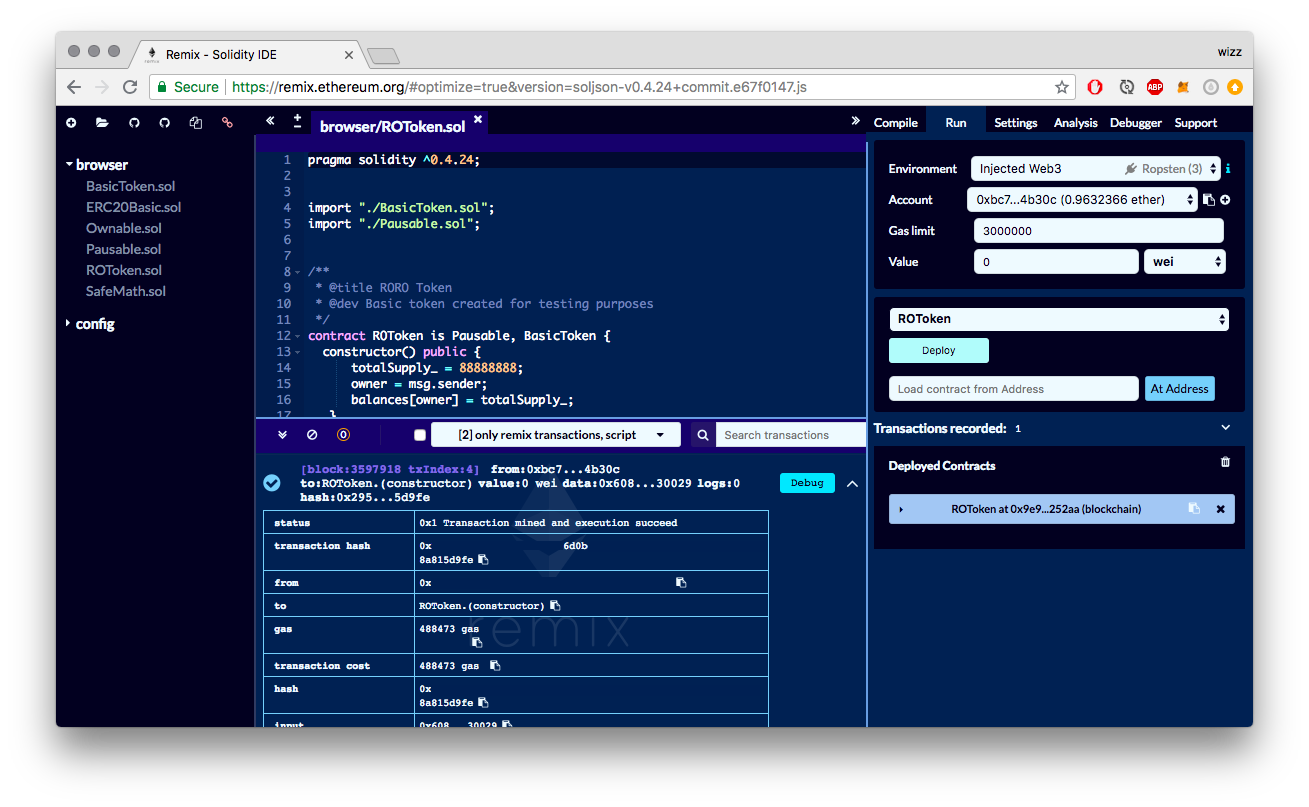 Remix - Solidity IDE
wizz
Secure https://remix.ethereum.org/#optimize=true&version=soljson-v0.4.24+commit.e67f0147.js
ABP
browser
BasicToken.sol
ERC20Basic.sol
Ownable.sol
Pausable.sol
ROToken.sol
SafeMath.sol
config
browser/ROToken.sol
1 pragma solidity ^0.4.24;
2
3
4 import "./BasicToken.sol";
5 import "./Pausable.sol";
6
7
8 /**
9 * @title RORO Token
10 * @dev Basic token created for testing purposes
11 */
12 contract ROToken is Pausable, BasicToken {
13 constructor() public {
14 totalSupply_ = 88888888;
15 owner = msg.sender;
16 balances[owner] = totalSupply_;
17 }
0
[2] only remix transactions, script
Search transactions
[block:3597918 txIndex:4] from:0xbc7...4b30c
to:ROToken.(constructor) value:0 wei data:0x608...30029 logs:0
hash:0x295...5d9fe
Debug
status 0x1 Transaction mined and execution succeed
transaction hash 0x 6d0b
8a815d9fe
from 0x
to ROToken.(constructor)
gas 488473 gas
transaction cost 488473 gas
hash 0x
8a815d9fe
input 0x608...30029
remix
Compile Run Settings Analysis Debugger Support
Environment Injected Web3 Ropsten (3) i
Account 0xbc7...4b30c (0.9632366 ether)
Gas limit 3000000
Value 0 wei
ROToken
Deploy
Load contract from Address At Address
Transactions recorded: 1
Deployed Contracts
ROToken at 0x9e9...252aa (blockchain)